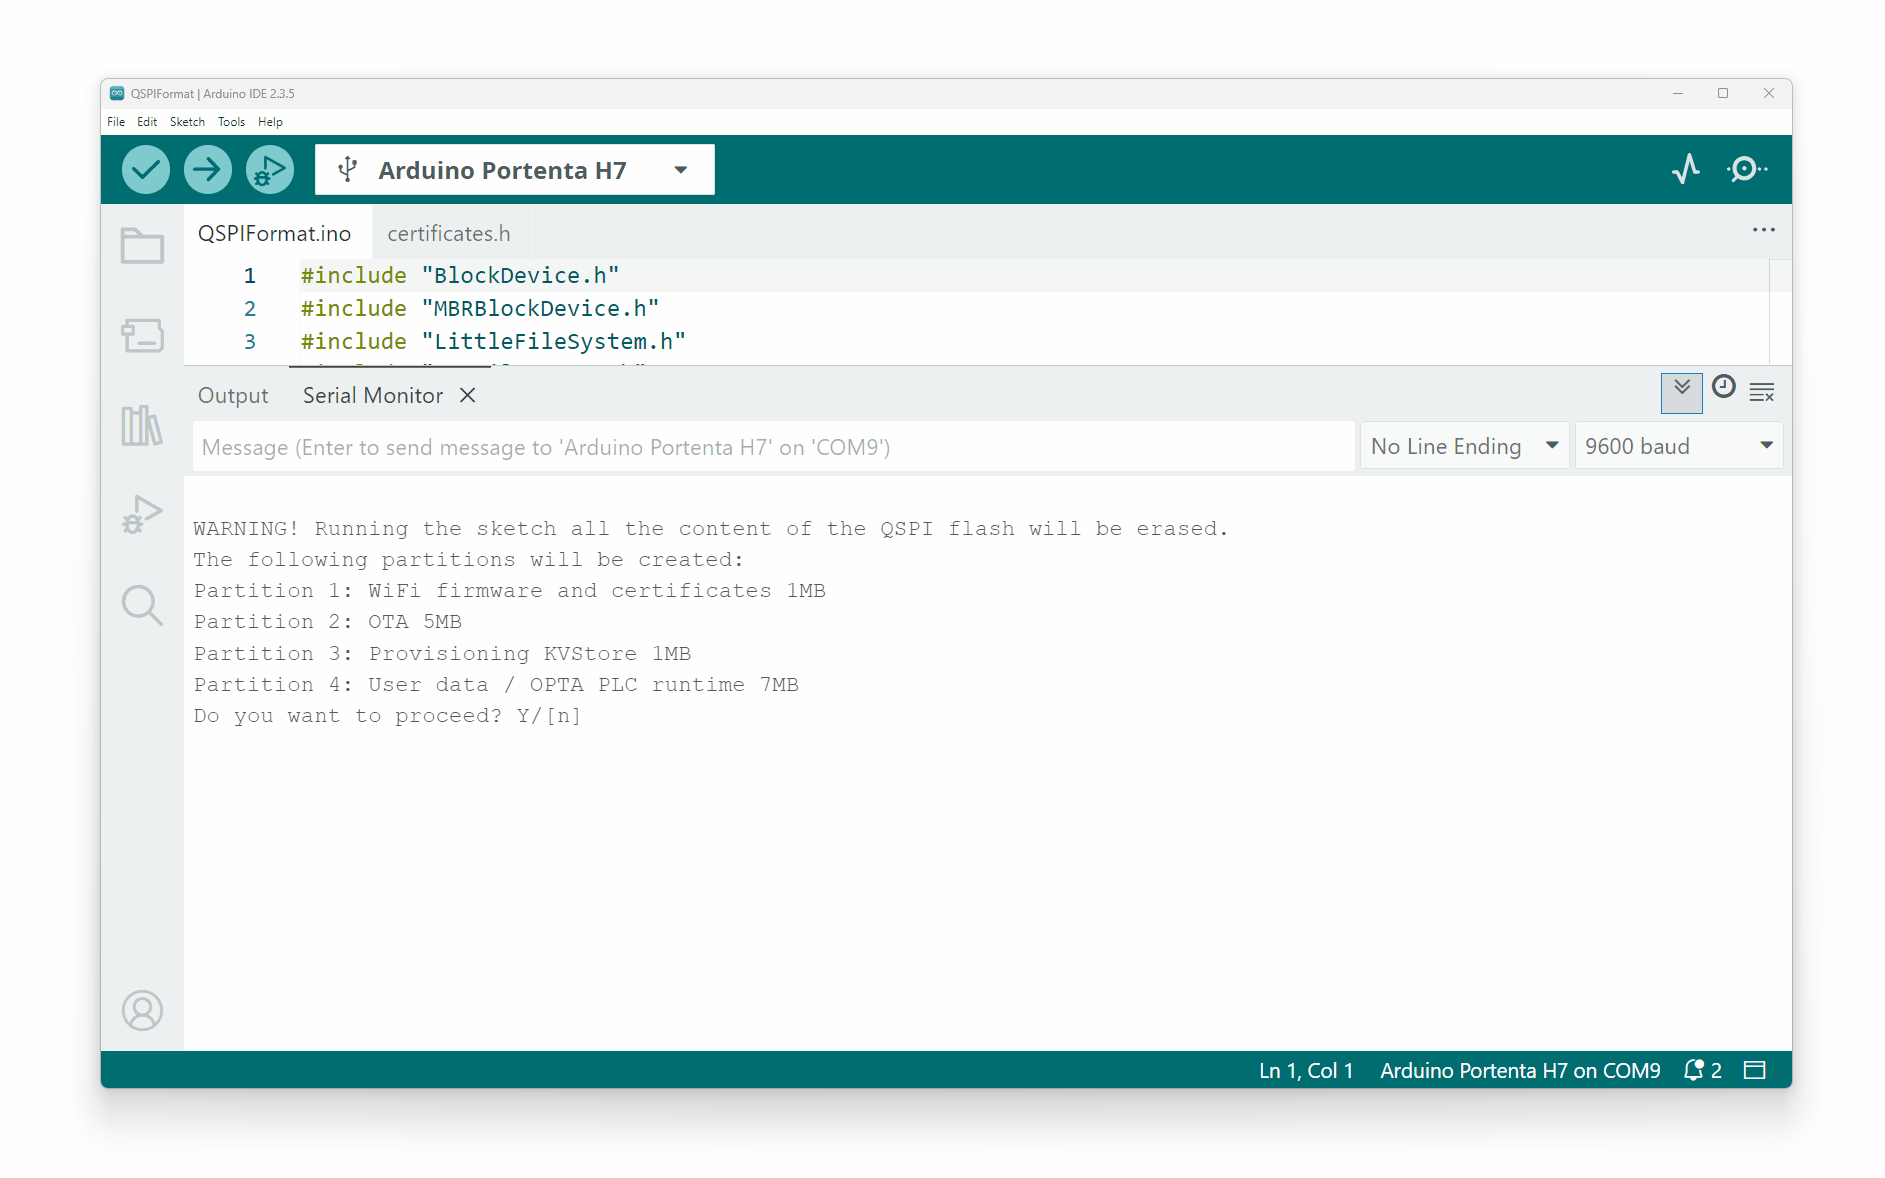 QSPIFormat | Arduino IDE 2.3.5
File Edit Sketch Tools Help
Arduino Portenta H7
QSPIFormat.ino certificates.h
1 #include "BlockDevice.h"
2 #include "MBRBlockDevice.h"
3 #include "LittleFileSystem.h"
Output Serial Monitor
Message (Enter to send message to 'Arduino Portenta H7' on 'COM9')
No Line Ending 9600 baud
WARNING! Running the sketch all the content of the QSPI flash will be erased.
The following partitions will be created:
Partition 1: WiFi firmware and certificates 1MB
Partition 2: OTA 5MB
Partition 3: Provisioning KVStore 1MB
Partition 4: User data / OPTA PLC runtime 7MB
Do you want to proceed? Y/[n]
Ln 1, Col 1 Arduino Portenta H7 on COM9 2